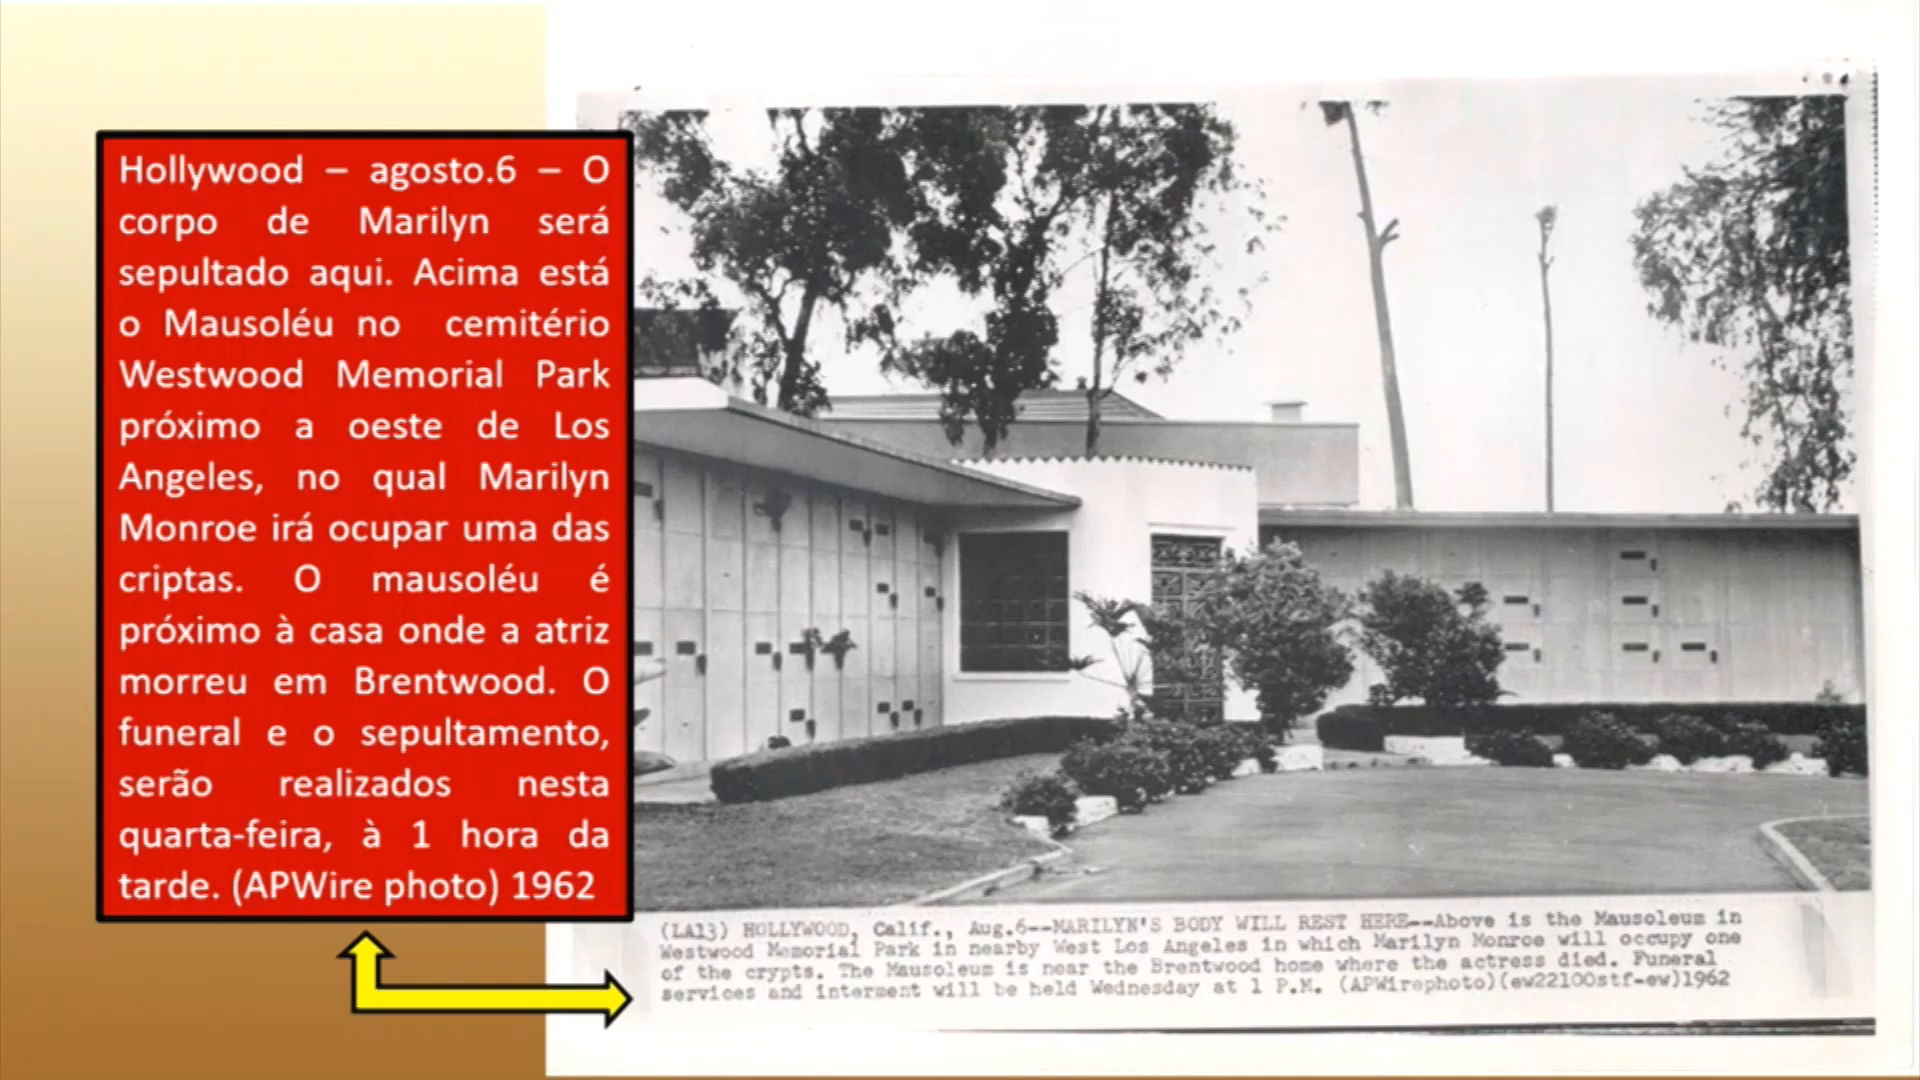 Hollywood – agosto.6 – O
corpo de Marilyn será
sepultado aqui. Acima está
o Mausoléu no cemitério
Westwood Memorial Park
próximo a oeste de Los
Angeles, no qual Marilyn
Monroe irá ocupar uma das
criptas. O mausoléu é
próximo à casa onde a atriz
morreu em Brentwood. O
funeral e o sepultamento,
serão realizados nesta
quarta-feira, à 1 hora da
tarde. (APWire photo) 1962
(LA13) HOLLYWOOD, Calif., Aug.6--MARILYN'S BODY WILL REST HERE--Above is the Mausoleum in
Westwood Memorial Park in nearby West Los Angeles in which Marilyn Monroe will occupy one
of the crypts. The Mausoleum is near the Brentwood home where the actress died. Funeral
services and interment will be held Wednesday at 1 P.M. (APWirephoto)(ew22100stf-ew)1962